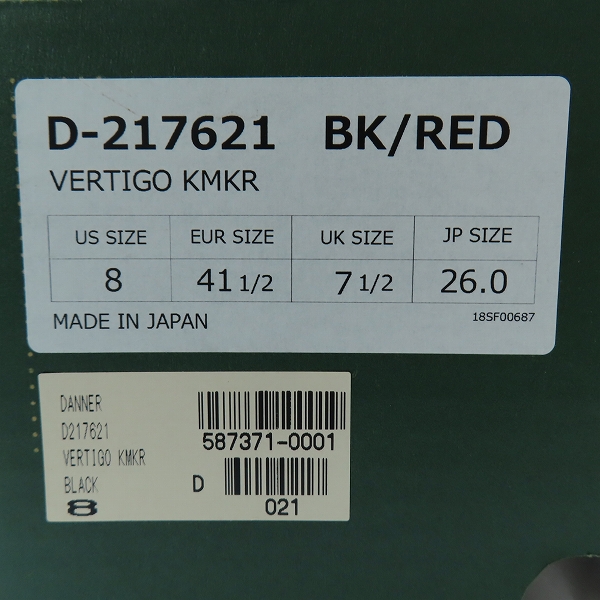 D-217621 BK/RED
VERTIGO KMKR
US SIZE EUR SIZE UK SIZE JP SIZE
8 41 1/2 7 1/2 26.0
MADE IN JAPAN 18SF00687
DANNER
D217621
587371-0001
VERTIGO KMKR
BLACK D
8 021